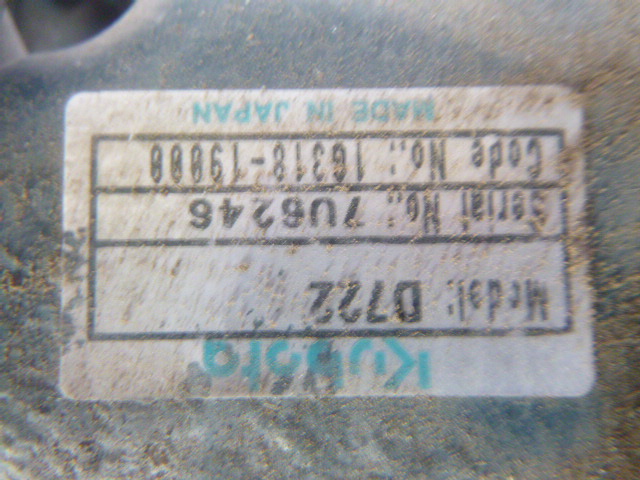 Kubota
Model: D722
Serial No.: 7U6246
Code No.: 16318-19000
MADE IN JAPAN